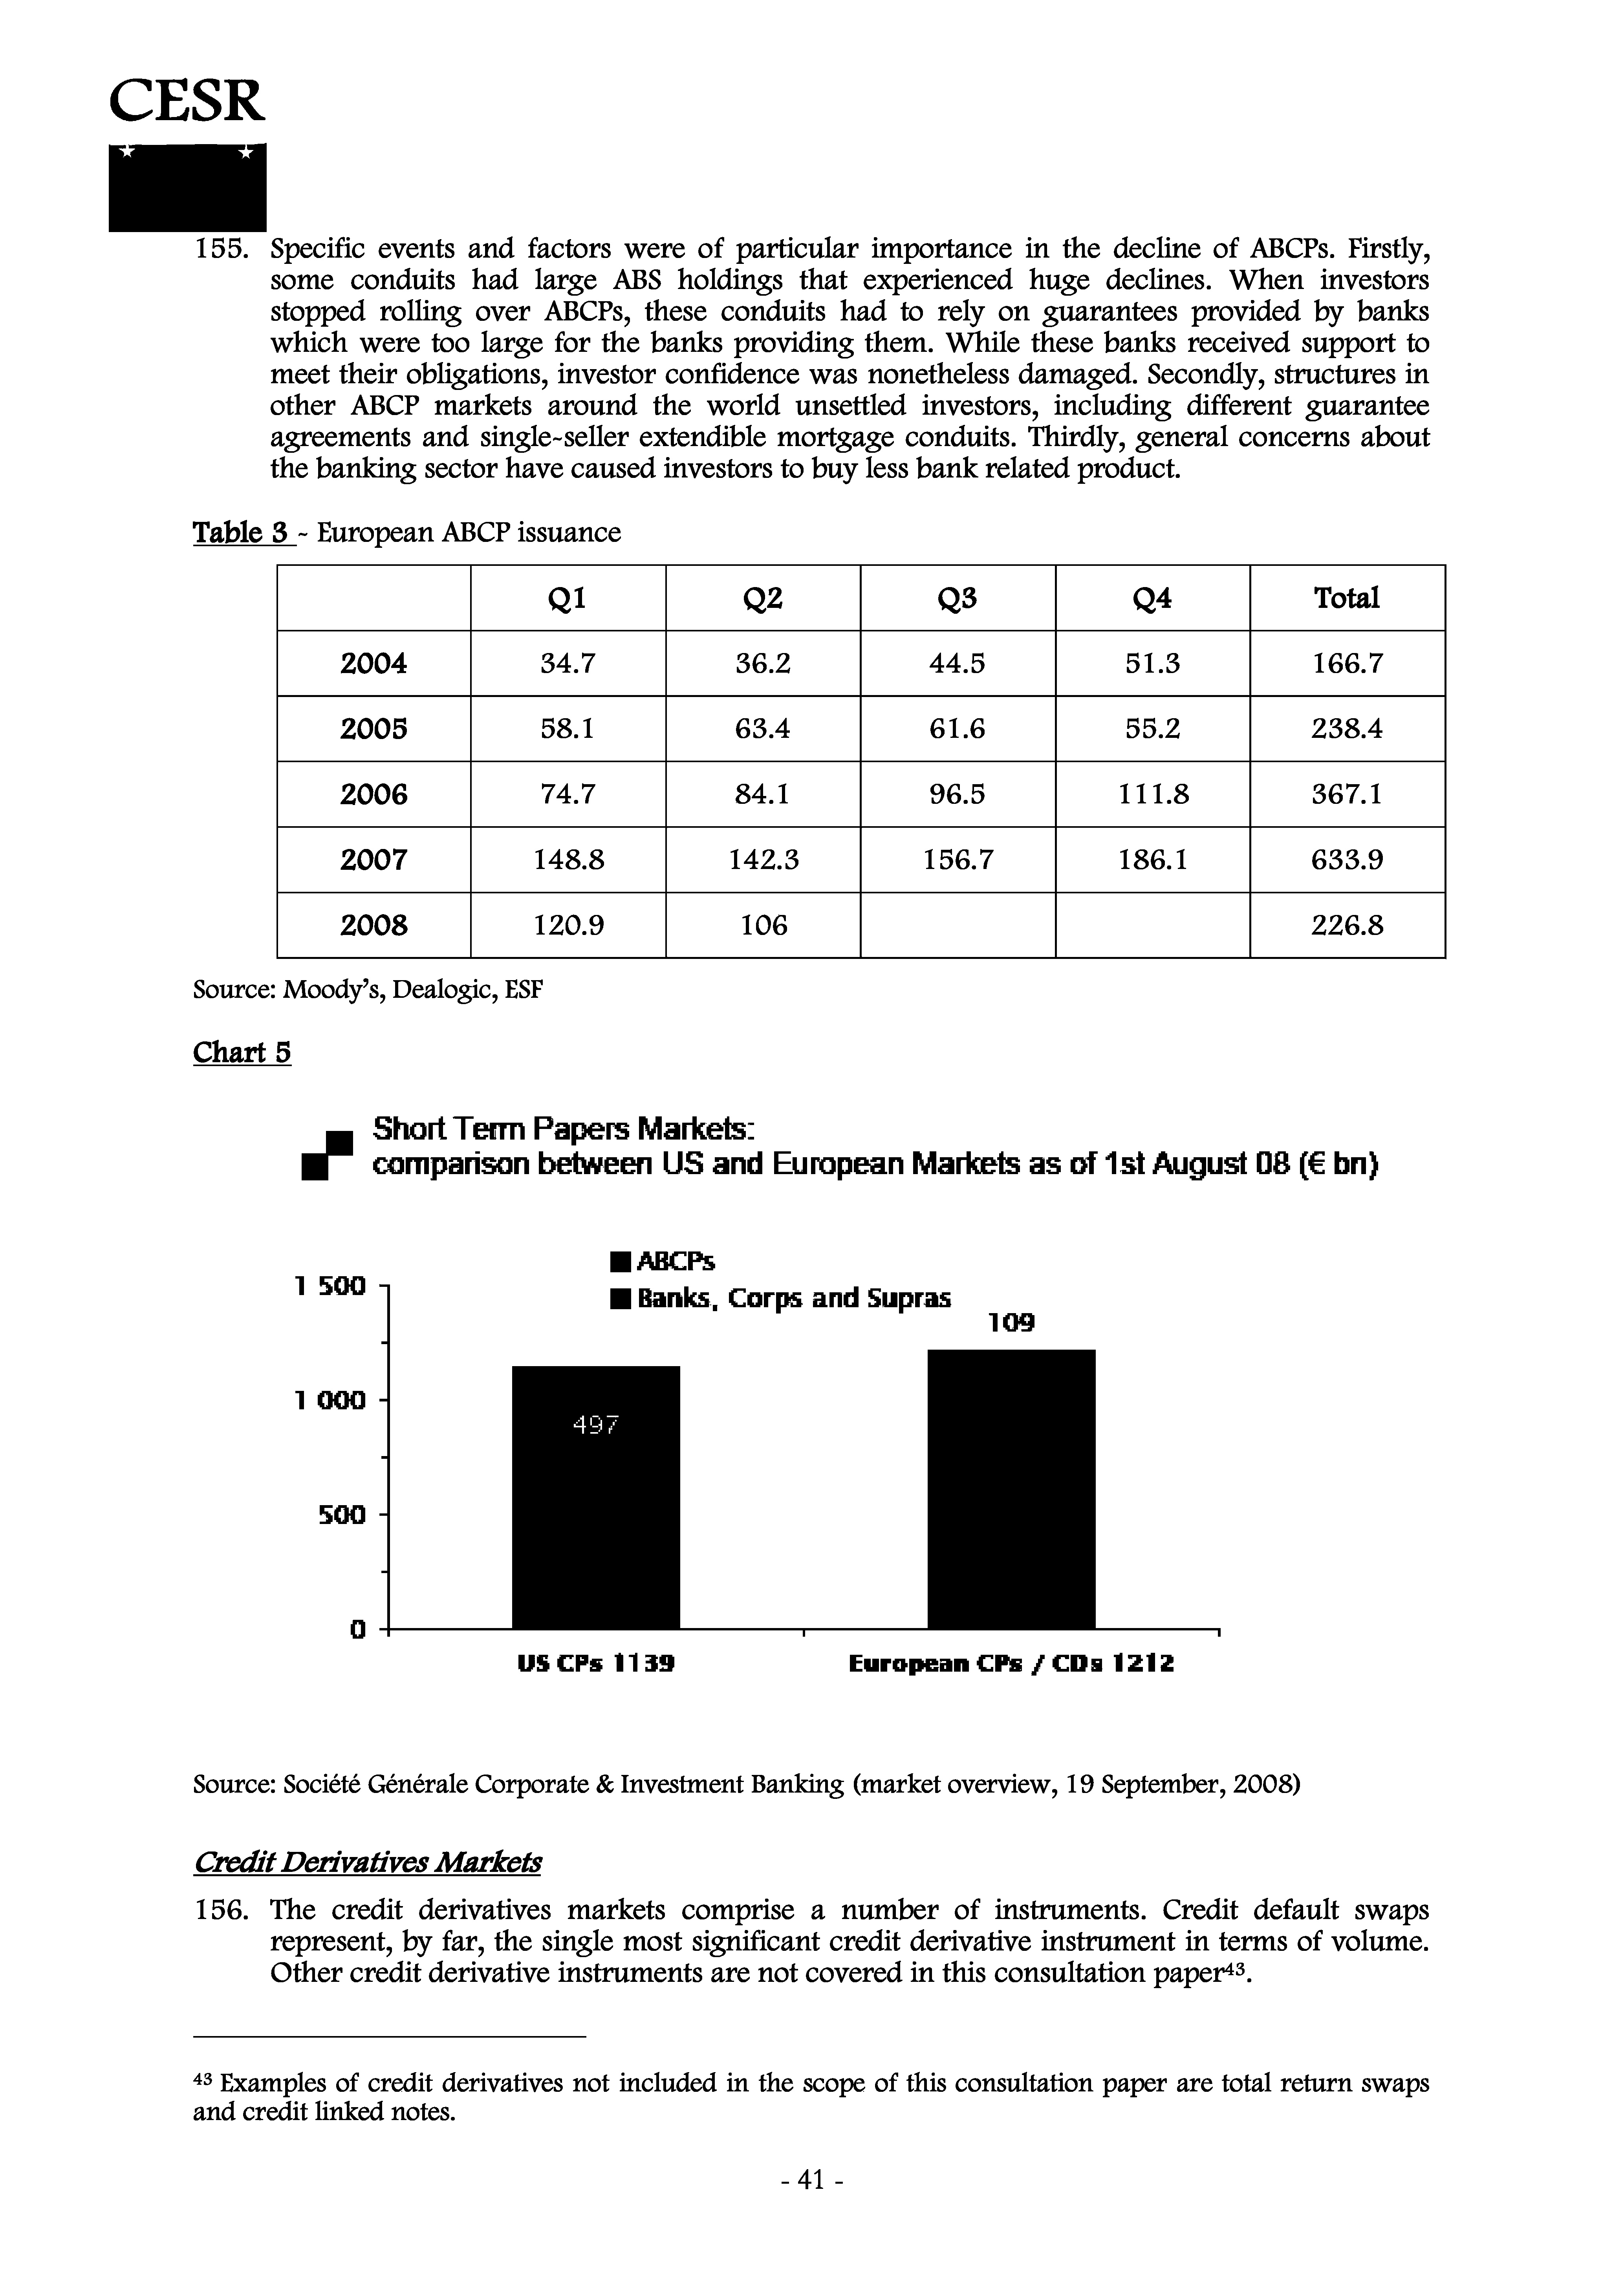 CESR
155. Specific events and factors were of particular importance in the decline of ABCPs. Firstly,
some conduits had large ABS holdings that experienced huge declines. When investors
stopped rolling over ABCPs, these conduits had to rely on guarantees provided by banks
which were too large for the banks providing them. While these banks received support to
meet their obligations, investor confidence was nonetheless damaged. Secondly, structures in
other ABCP markets around the world unsettled investors, including different guarantee
agreements and single-seller extendible mortgage conduits. Thirdly, general concerns about
the banking sector have caused investors to buy less bank related product.
Table 3 - European ABCP issuance
Q1 Q2 Q3 Q4 Total
2004 34.7 36.2 44.5 51.3 166.7
2005 58.1 63.4 61.6 55.2 238.4
2006 74.7 84.1 96.5 111.8 367.1
2007 148.8 142.3 156.7 186.1 633.9
2008 120.9 106 226.8
Source: Moody's, Dealogic, ESF
Chart 5
Short Term Papers Markets:
comparison between US and European Markets as of 1st August 08 (€ bn)
ABCPs
Banks, Corps and Supras
1 500
109
1 000
497
500
0
US CPs 1139 European CPs / CDs 1212
Source: Société Générale Corporate & Investment Banking (market overview, 19 September, 2008)
Credit Derivatives Markets
156. The credit derivatives markets comprise a number of instruments. Credit default swaps
represent, by far, the single most significant credit derivative instrument in terms of volume.
Other credit derivative instruments are not covered in this consultation paper43.
43 Examples of credit derivatives not included in the scope of this consultation paper are total return swaps
and credit linked notes.
- 41 -